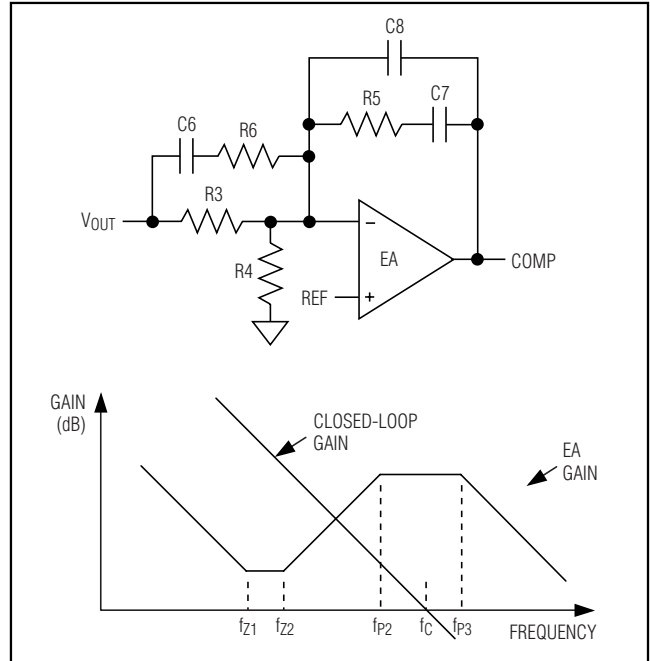 C8
R5
C7
C6
R6
R3
VOUT
R4
EA
COMP
REF
−
+
GAIN
(dB)
CLOSED-LOOP
GAIN
EA
GAIN
fZ1 fZ2 fP2 fC fP3 FREQUENCY